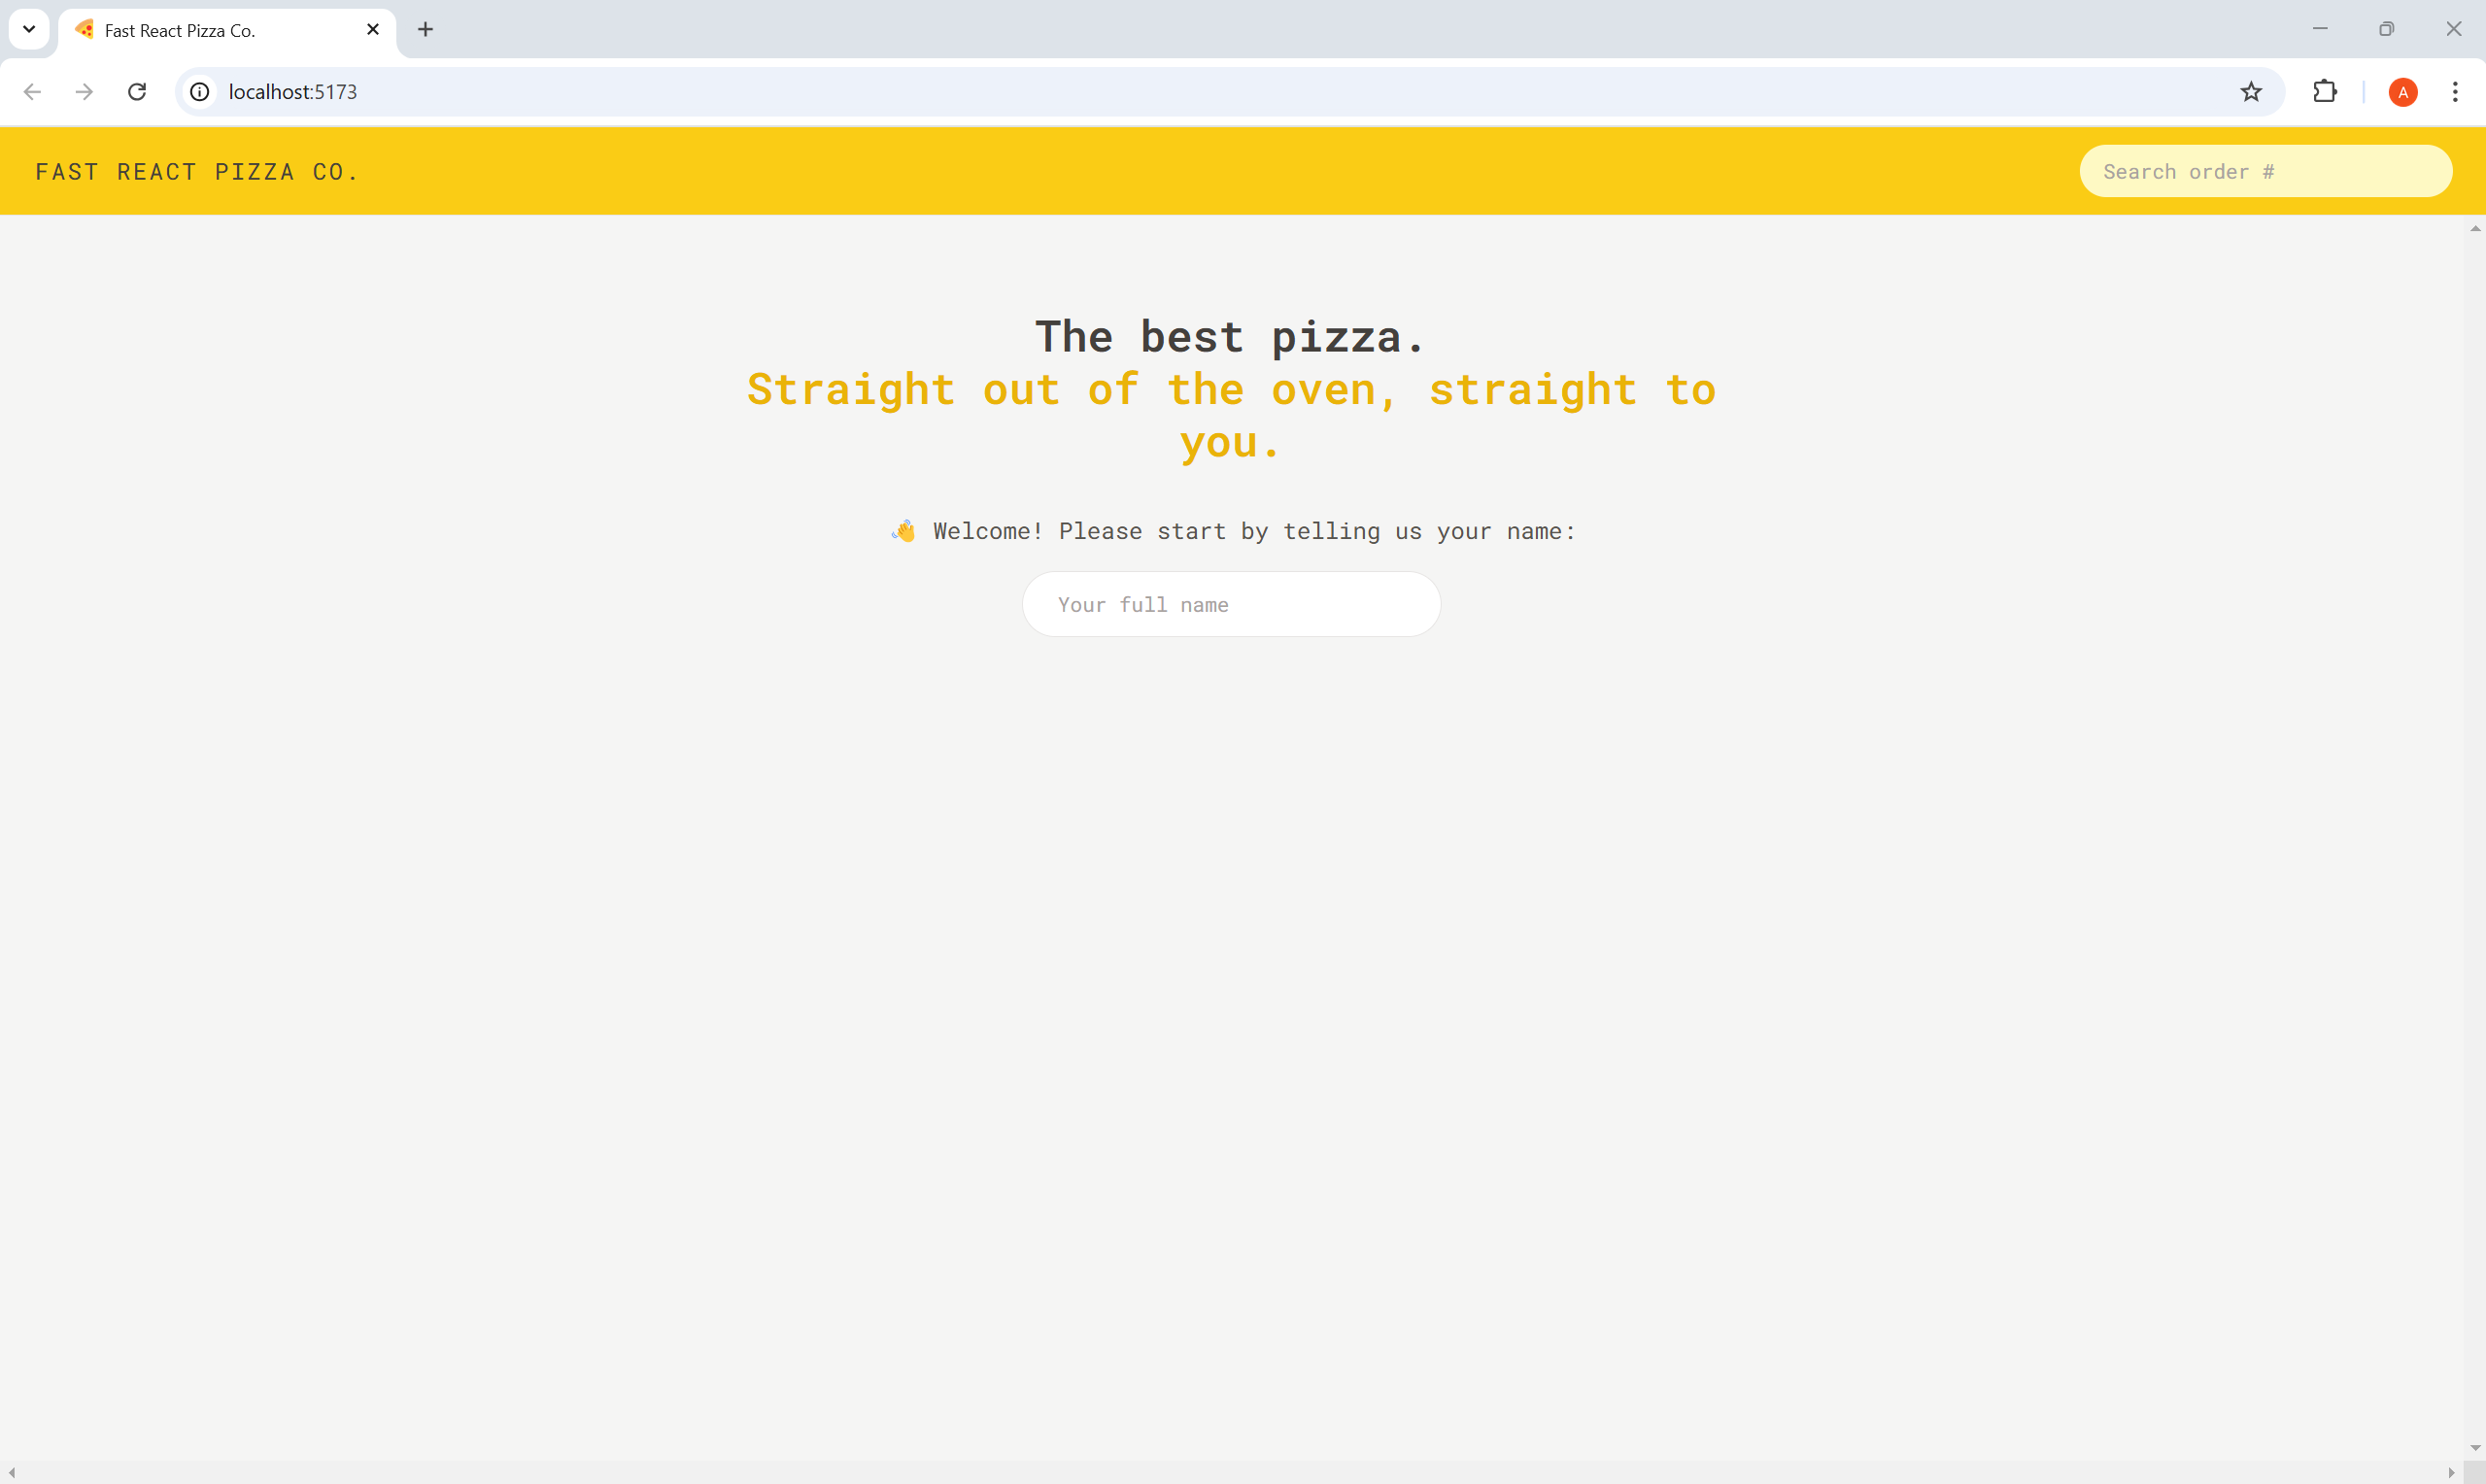 Fast React Pizza Co.
localhost:5173
A
FAST REACT PIZZA CO.
Search order #
The best pizza.
Straight out of the oven, straight to
you.
👋 Welcome! Please start by telling us your name:
Your full name